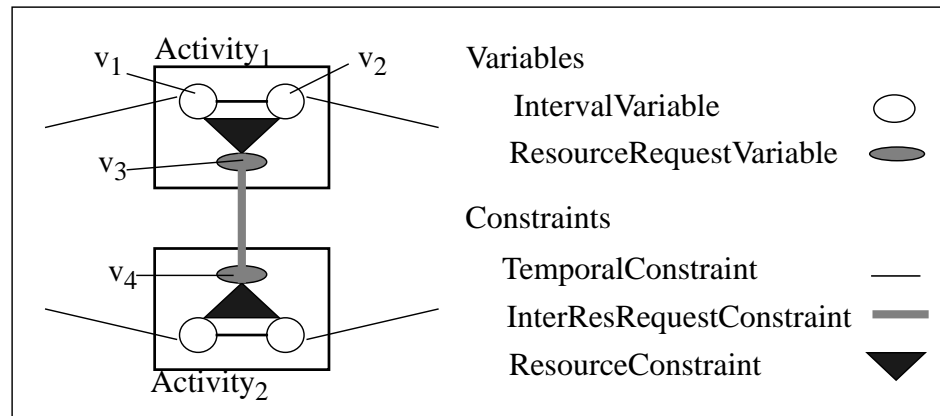 Activity₁
v₁
v₂
v₃
v₄
Activity₂
Variables
IntervalVariable
ResourceRequestVariable
Constraints
TemporalConstraint
InterResRequestConstraint
ResourceConstraint